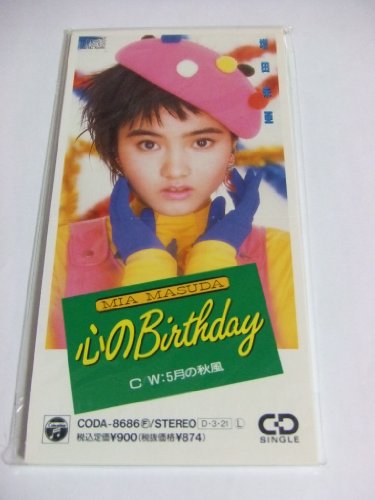 増田未亜
MIA MASUDA
心のBirthday
C W:5月の秋風
CODA-8686Ⓟ/STEREO D・3・21 L
税込定価¥900(税抜価格¥874)
CD
SINGLE